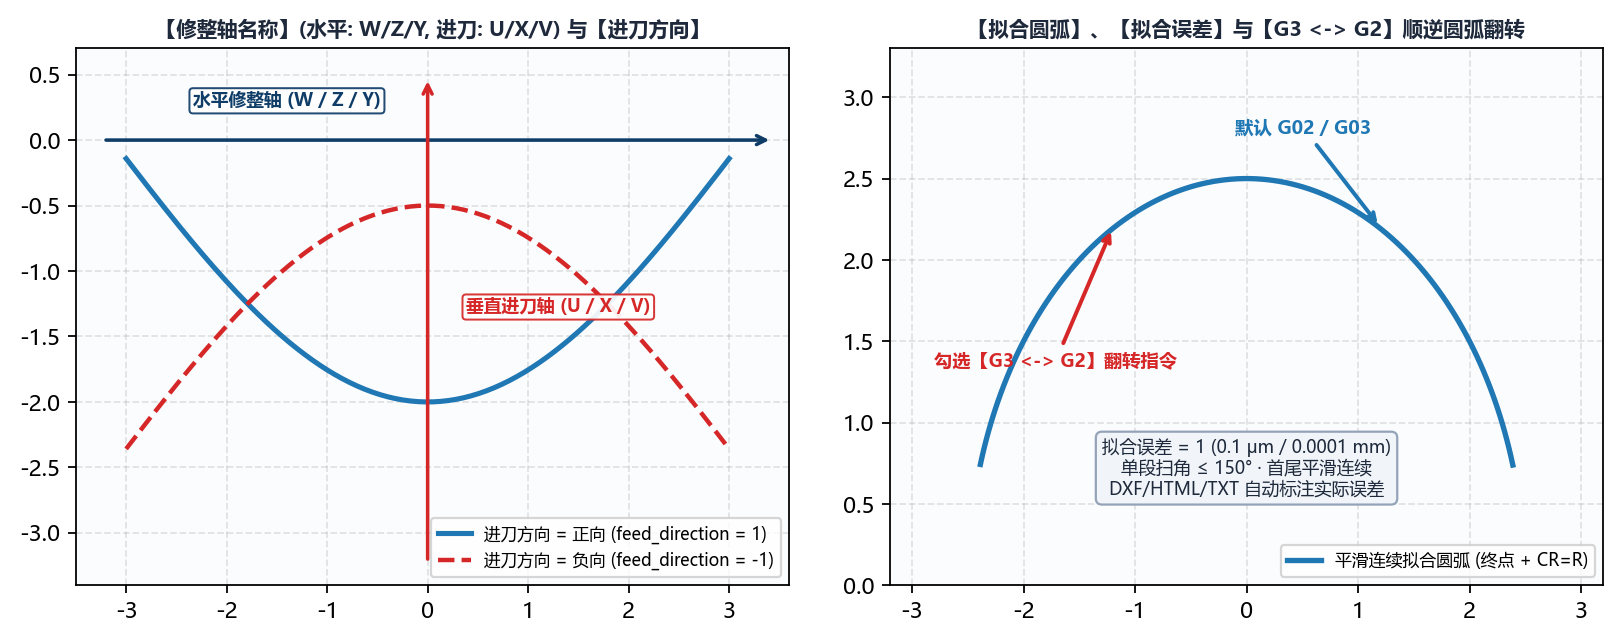 【修整轴名称】(水平: W/Z/Y, 进刀: U/X/V) 与【进刀方向】
0.5
0.0
-0.5
-1.0
-1.5
-2.0
-2.5
-3.0
水平修整轴 (W / Z / Y)
垂直进刀轴 (U / X / V)
进刀方向 = 正向 (feed_direction = 1)
进刀方向 = 负向 (feed_direction = -1)
-3
-2
-1
0
1
2
3
【拟合圆弧】、【拟合误差】与【G3 <-> G2】顺逆圆弧翻转
3.0
2.5
2.0
1.5
1.0
0.5
0.0
默认 G02 / G03
勾选【G3 <-> G2】翻转指令
拟合误差 = 1 (0.1 μm / 0.0001 mm)
单段扫角 ≤ 150° · 首尾平滑连续
DXF/HTML/TXT 自动标注实际误差
平滑连续拟合圆弧 (终点 + CR=R)
-3
-2
-1
0
1
2
3